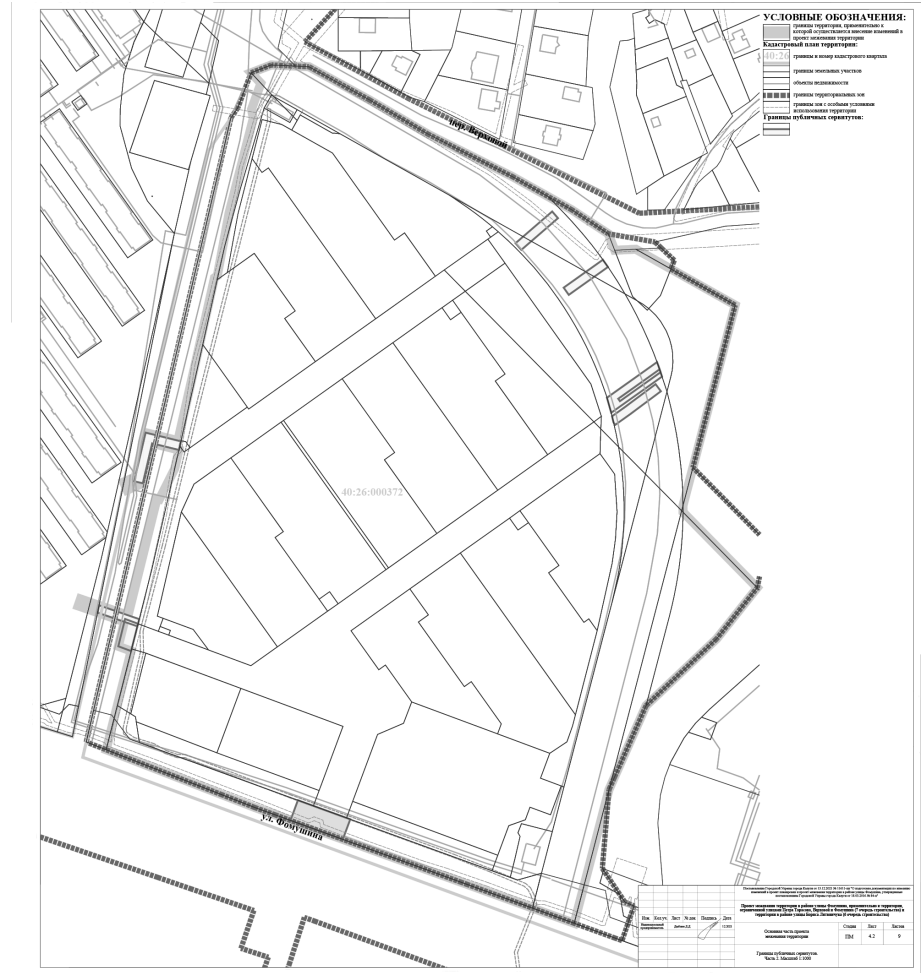 УСЛОВНЫЕ ОБОЗНАЧЕНИЯ:
границы территории, применительно к
которой осуществляется внесение изменений в
проект межевания территории
Кадастровый план территории:
40:26
границы и номер кадастрового квартала
границы земельных участков
объекты недвижимости
границы территориальных зон
границы зон с особыми условиями
использования территории
Границы публичных сервитутов:
пер. Верховой
40:26:000372
ул. Фомушина
Изм. Кол.уч. Лист № док. Подпись Дата
Основная часть проекта
межевания территории
Стадия Лист Листов
ПМ 4.2 9
Границы публичных сервитутов.
Часть 2. Масштаб 1:1000